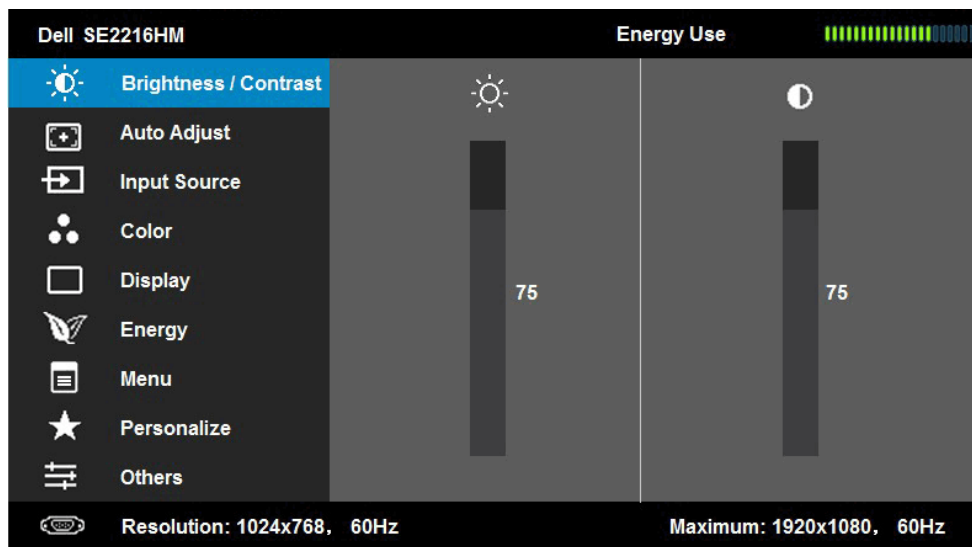 Dell SE2216HM
Energy Use
Brightness / Contrast
Auto Adjust
Input Source
Color
Display
Energy
Menu
Personalize
Others
75
75
Resolution: 1024x768, 60Hz
Maximum: 1920x1080, 60Hz